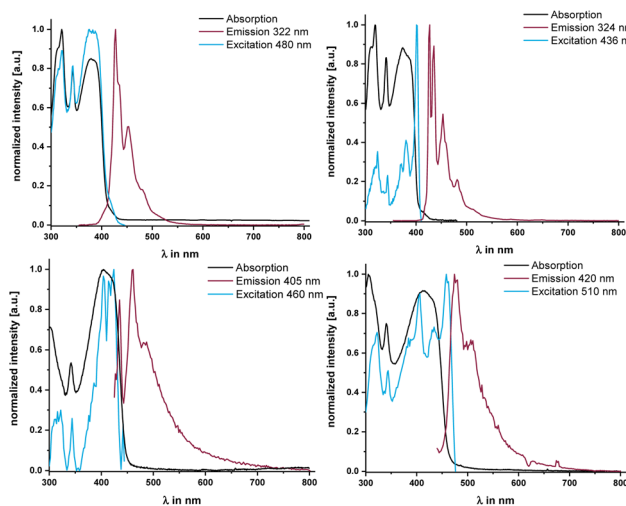 Absorption
Emission 322 nm
Excitation 480 nm
normalized intensity [a.u.]
1.0
0.8
0.6
0.4
0.2
0.0
300 400 500 600 700 800
λ in nm
Absorption
Emission 324 nm
Excitation 436 nm
normalized intensity [a.u.]
1.0
0.8
0.6
0.4
0.2
0.0
300 400 500 600 700 800
λ in nm
Absorption
Emission 405 nm
Excitation 460 nm
normalized intensity [a.u.]
1.0
0.8
0.6
0.4
0.2
0.0
300 400 500 600 700 800
λ in nm
Absorption
Emission 420 nm
Excitation 510 nm
normalized intensity [a.u.]
1.0
0.8
0.6
0.4
0.2
0.0
300 400 500 600 700 800
λ in nm